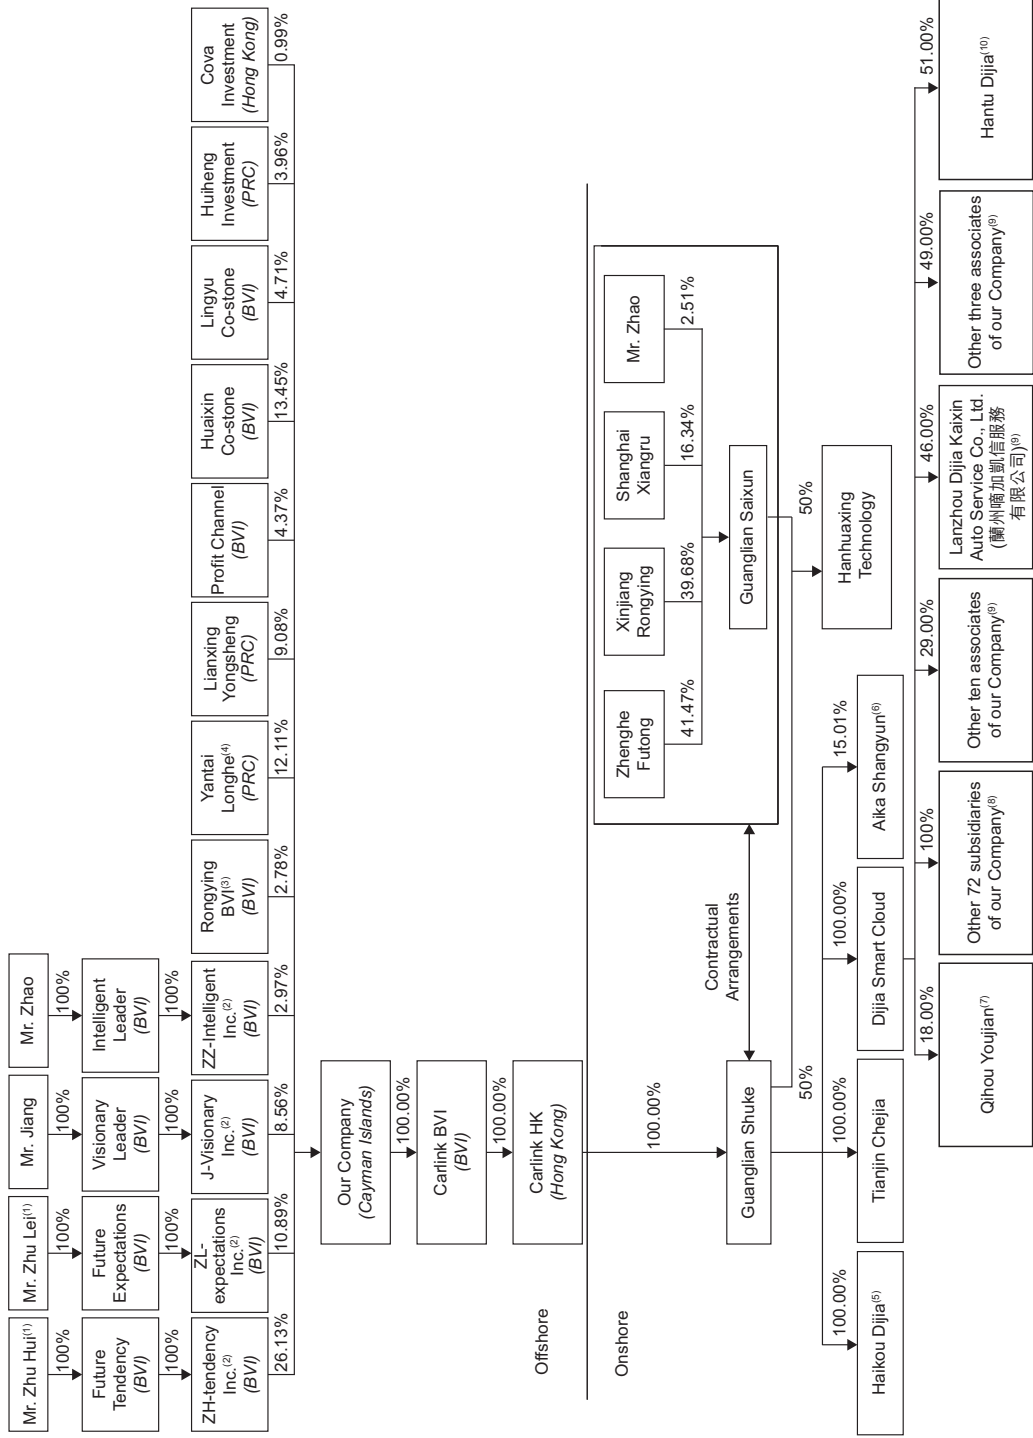 Mr. Zhu Hui(1)
Mr. Zhu Lei(1)
Mr. Jiang
Mr. Zhao
100%
100%
100%
100%
Future
Tendency
(BVI)
Future
Expectations
(BVI)
Visionary
Leader
(BVI)
Intelligent
Leader
(BVI)
100%
100%
100%
100%
ZH-tendency
Inc.(2)
(BVI)
ZL-
expectations
Inc.(2)
(BVI)
J-Visionary
Inc.(2)
(BVI)
ZZ-Intelligent
Inc.(2)
(BVI)
Rongying
BVI(3)
(BVI)
Yantai
Longhe(4)
(PRC)
Lianxing
Yongsheng
(PRC)
Profit Channel
(BVI)
Huaixin
Co-stone
(BVI)
Lingyu
Co-stone
(BVI)
Huiheng
Investment
(PRC)
Cova
Investment
(Hong Kong)
26.13%
10.89%
8.56%
2.97%
2.78%
12.11%
9.08%
4.37%
13.45%
4.71%
3.96%
0.99%
Our Company
(Cayman Islands)
100.00%
Carlink BVI
(BVI)
100.00%
Carlink HK
(Hong Kong)
Offshore
Onshore
100.00%
Zhenghe
Futong
Xinjiang
Rongying
Shanghai
Xiangru
Mr. Zhao
41.47%
39.68%
16.34%
2.51%
Guanglian Shuke
Contractual
Arrangements
Guanglian Saixun
50%
50%
Hanhuaxing
Technology
100.00%
100.00%
100.00%
15.01%
Haikou Dijia(5)
Tianjin Chejia
Dijia Smart Cloud
Aika Shangyun(6)
18.00%
100%
29.00%
46.00%
49.00%
51.00%
Qihou Youjian(7)
Other 72 subsidiaries
of our Company(8)
Other ten associates
of our Company(9)
Lanzhou Dijia Kaixin
Auto Service Co., Ltd.
(蘭州嘀加凱信服務
有限公司)(9)
Other three associates
of our Company(9)
Hantu Dijia(10)